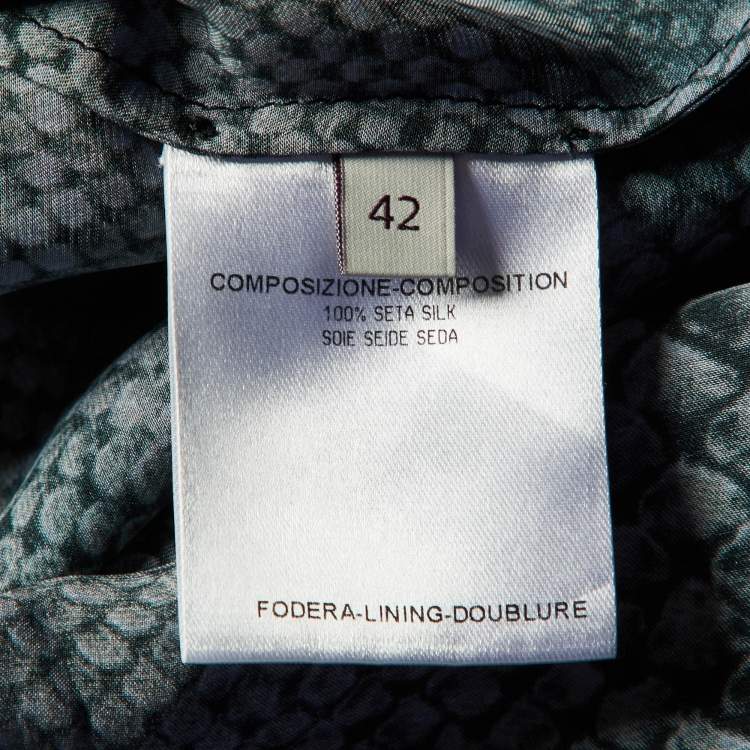 42
COMPOSIZIONE-COMPOSITION
100% SETA SILK
SOIE SEIDE SEDA
FODERA-LINING-DOUBLURE